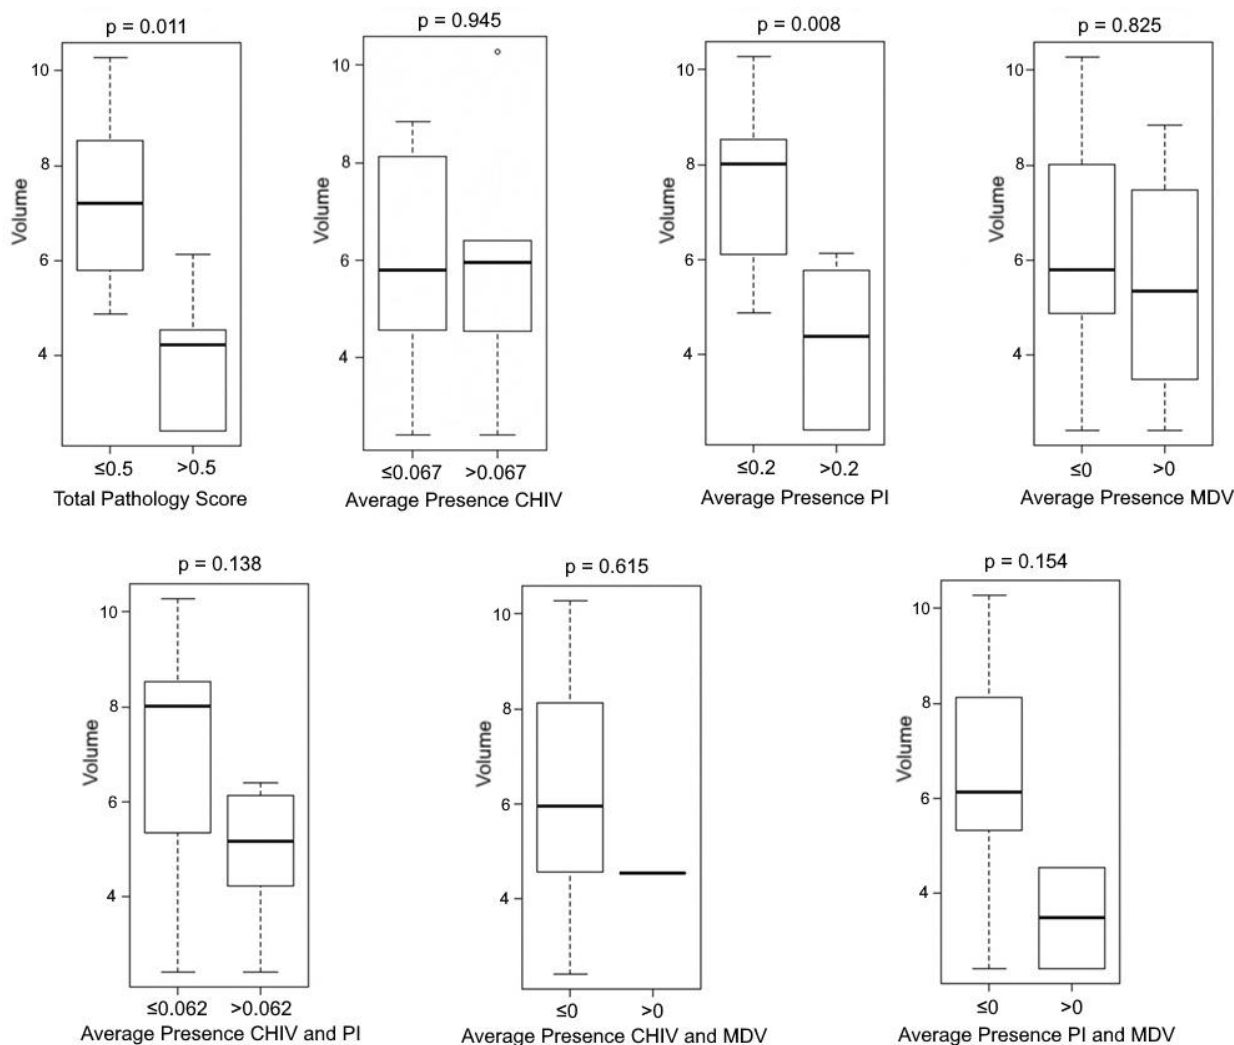 p = 0.011
10
8
6
4
Volume
≤0.5 >0.5
Total Pathology Score
p = 0.945
10
8
6
4
Volume
≤0.067 >0.067
Average Presence CHIV
p = 0.008
10
8
6
4
Volume
≤0.2 >0.2
Average Presence PI
p = 0.825
10
8
6
4
Volume
≤0 >0
Average Presence MDV
p = 0.138
10
8
6
4
Volume
≤0.062 >0.062
Average Presence CHIV and PI
p = 0.615
10
8
6
4
Volume
≤0 >0
Average Presence CHIV and MDV
p = 0.154
10
8
6
4
Volume
≤0 >0
Average Presence PI and MDV